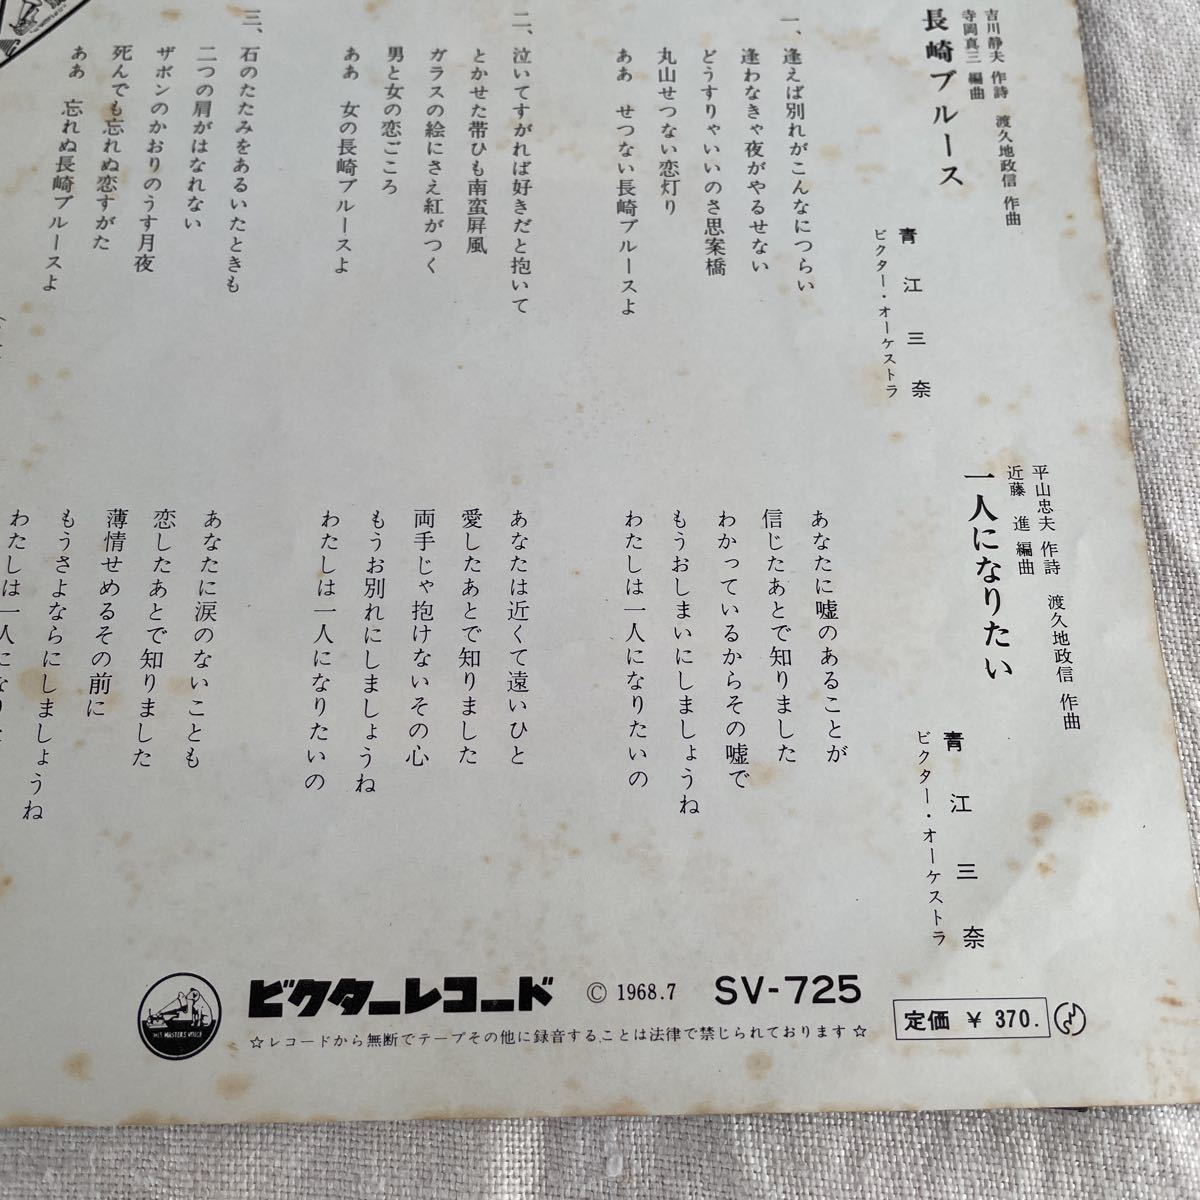 長崎ブルース
吉川静夫 作詩 渡久地政信 作曲
寺岡真三 編曲
青江三奈
ビクター・オーケストラ
一、逢えば別れがこんなにつらい
逢わなきゃ夜がやるせない
どうすりゃいいのさ思案橋
丸山せつない恋灯り
ああ せつない長崎ブルースよ
二、泣いてすがれば好きだと抱いて
とかせた帯ひも南蛮屛風
ガラスの絵にさえ紅がつく
男と女の恋ごころ
ああ 女の長崎ブルースよ
三、石のたたみをあるいたときも
二つの肩がはなれない
ザボンのかおりのうす月夜
死んでも忘れぬ恋すがた
ああ 忘れぬ長崎ブルースよ
一人になりたい
平山忠夫 作詩 渡久地政信 作曲
近藤 進 編曲
青江三奈
ビクター・オーケストラ
あなたに嘘のあることが
信じたあとで知りました
わかっているからその嘘で
もうおしまいにしましょうね
わたしは一人になりたいの
あなたは近くて遠いひと
愛したあとで知りました
両手じゃ抱けないその心
もうお別れにしましょうね
わたしは一人になりたいの
あなたに涙のないことも
恋したあとで知りました
薄情せめるその前に
もうさよならにしましょうね
わたしは一人になりた
HIS MASTERS VOICE
ビクターレコード © 1968.7 SV-725
定価 ¥ 370.
☆レコードから無断でテープその他に録音することは法律で禁じられております☆